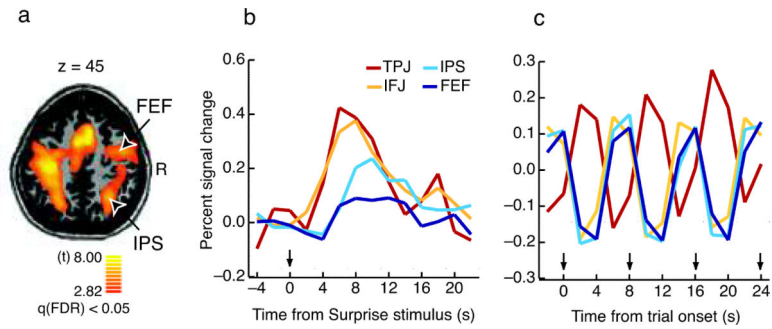 a
z = 45
FEF
R
IPS
(t) 8.00
2.82
q(FDR) < 0.05
b
Percent signal change
0.6
0.4
0.2
0.0
−0.2
TPJ
IPS
IFJ
FEF
−4 0 4 8 12 16 20
Time from Surprise stimulus (s)
c
0.3
0.2
0.1
0.0
−0.1
−0.2
−0.3
0 4 8 12 16 20 24
Time from trial onset (s)